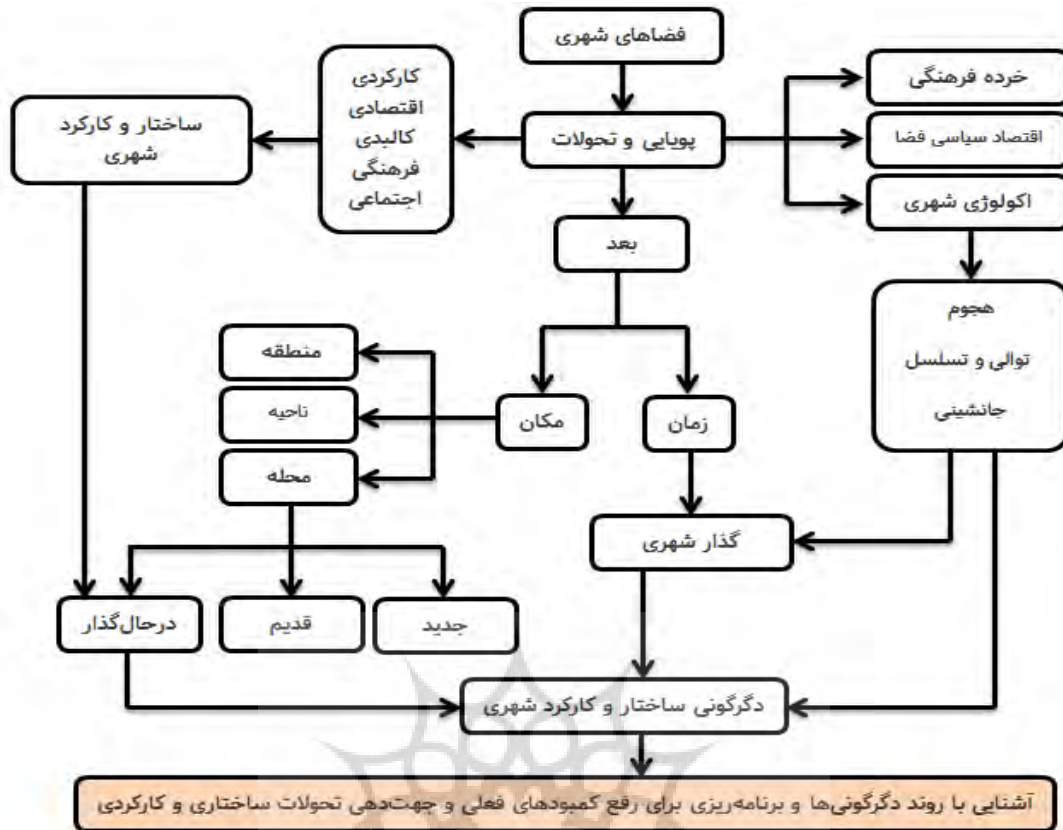 فضاهای شهری
خرده فرهنگی
اقتصاد سیاسی فضا
اکولوژی شهری
پویایی و تحولات
کارکردی
اقتصادی
کالبدی
فرهنگی
اجتماعی
ساختار و کارکرد
شهری
بعد
هجوم
توالی و تسلسل
جانشینی
زمان
مکان
منطقه
ناحیه
محله
گذار شهری
جدید
قدیم
درحال‌گذار
دگرگونی ساختار و کارکرد شهری
آشنایی با روند دگرگونی‌ها و برنامه‌ریزی برای رفع کمبودهای فعلی و جهت‌دهی تحولات ساختاری و کارکردی